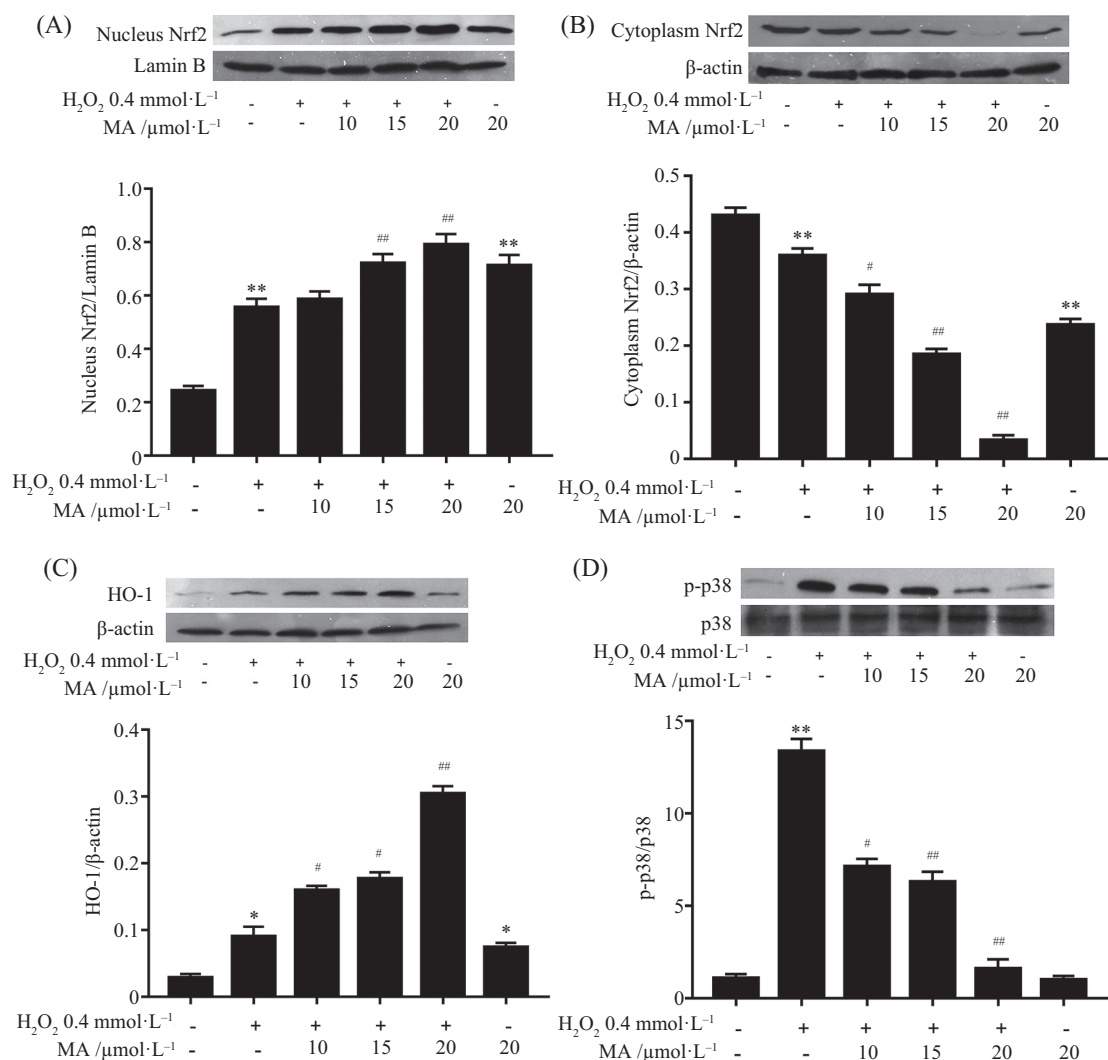 (A)
Nucleus Nrf2
Lamin B
H₂O₂ 0.4 mmol·L⁻¹ - + + + + -
MA /µmol·L⁻¹ - - 10 15 20 20
1.0
0.8
0.6
0.4
0.2
0
Nucleus Nrf2/Lamin B
** ## ## **
H₂O₂ 0.4 mmol·L⁻¹ - + + + + -
MA /µmol·L⁻¹ - - 10 15 20 20
(B)
Cytoplasm Nrf2
β-actin
H₂O₂ 0.4 mmol·L⁻¹ - + + + + -
MA /µmol·L⁻¹ - - 10 15 20 20
0.5
0.4
0.3
0.2
0.1
0
Cytoplasm Nrf2/β-actin
** # ## ## **
H₂O₂ 0.4 mmol·L⁻¹ - + + + + -
MA /µmol·L⁻¹ - - 10 15 20 20
(C)
HO-1
β-actin
H₂O₂ 0.4 mmol·L⁻¹ - + + + + -
MA /µmol·L⁻¹ - - 10 15 20 20
0.4
0.3
0.2
0.1
0
HO-1/β-actin
* # # ## *
H₂O₂ 0.4 mmol·L⁻¹ - + + + + -
MA /µmol·L⁻¹ - - 10 15 20 20
(D)
p-p38
p38
H₂O₂ 0.4 mmol·L⁻¹ - + + + + -
MA /µmol·L⁻¹ - - 10 15 20 20
15
10
5
0
p-p38/p38
** # ## ##
H₂O₂ 0.4 mmol·L⁻¹ - + + + + -
MA /µmol·L⁻¹ - - 10 15 20 20